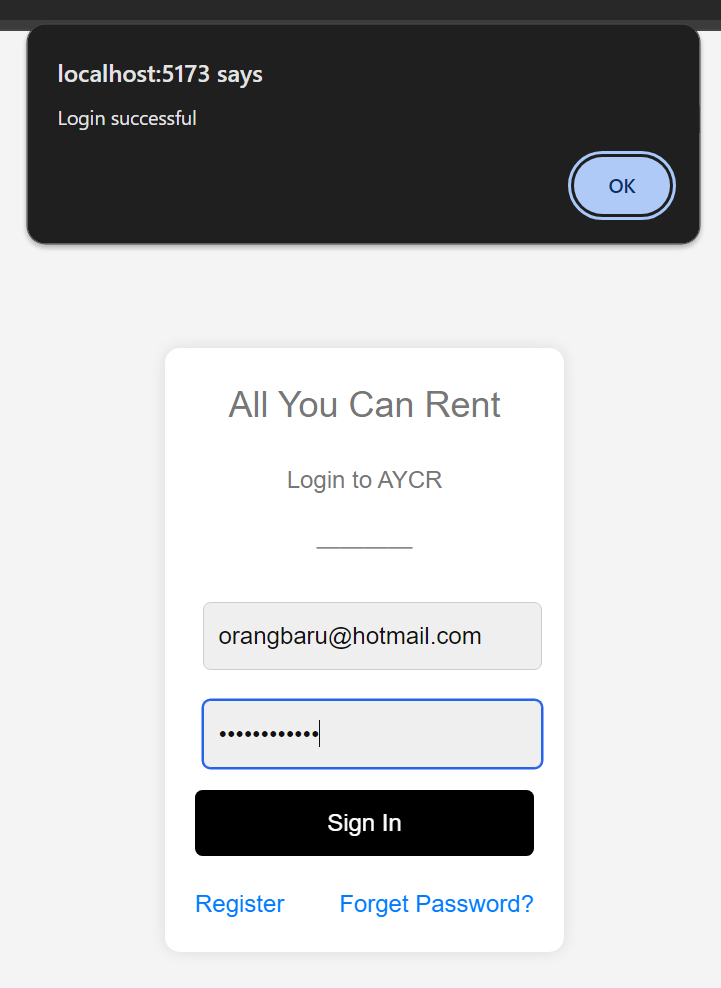 localhost:5173 says
Login successful
OK
All You Can Rent
Login to AYCR
orangbaru@hotmail.com
••••••••••••
Sign In
Register Forget Password?